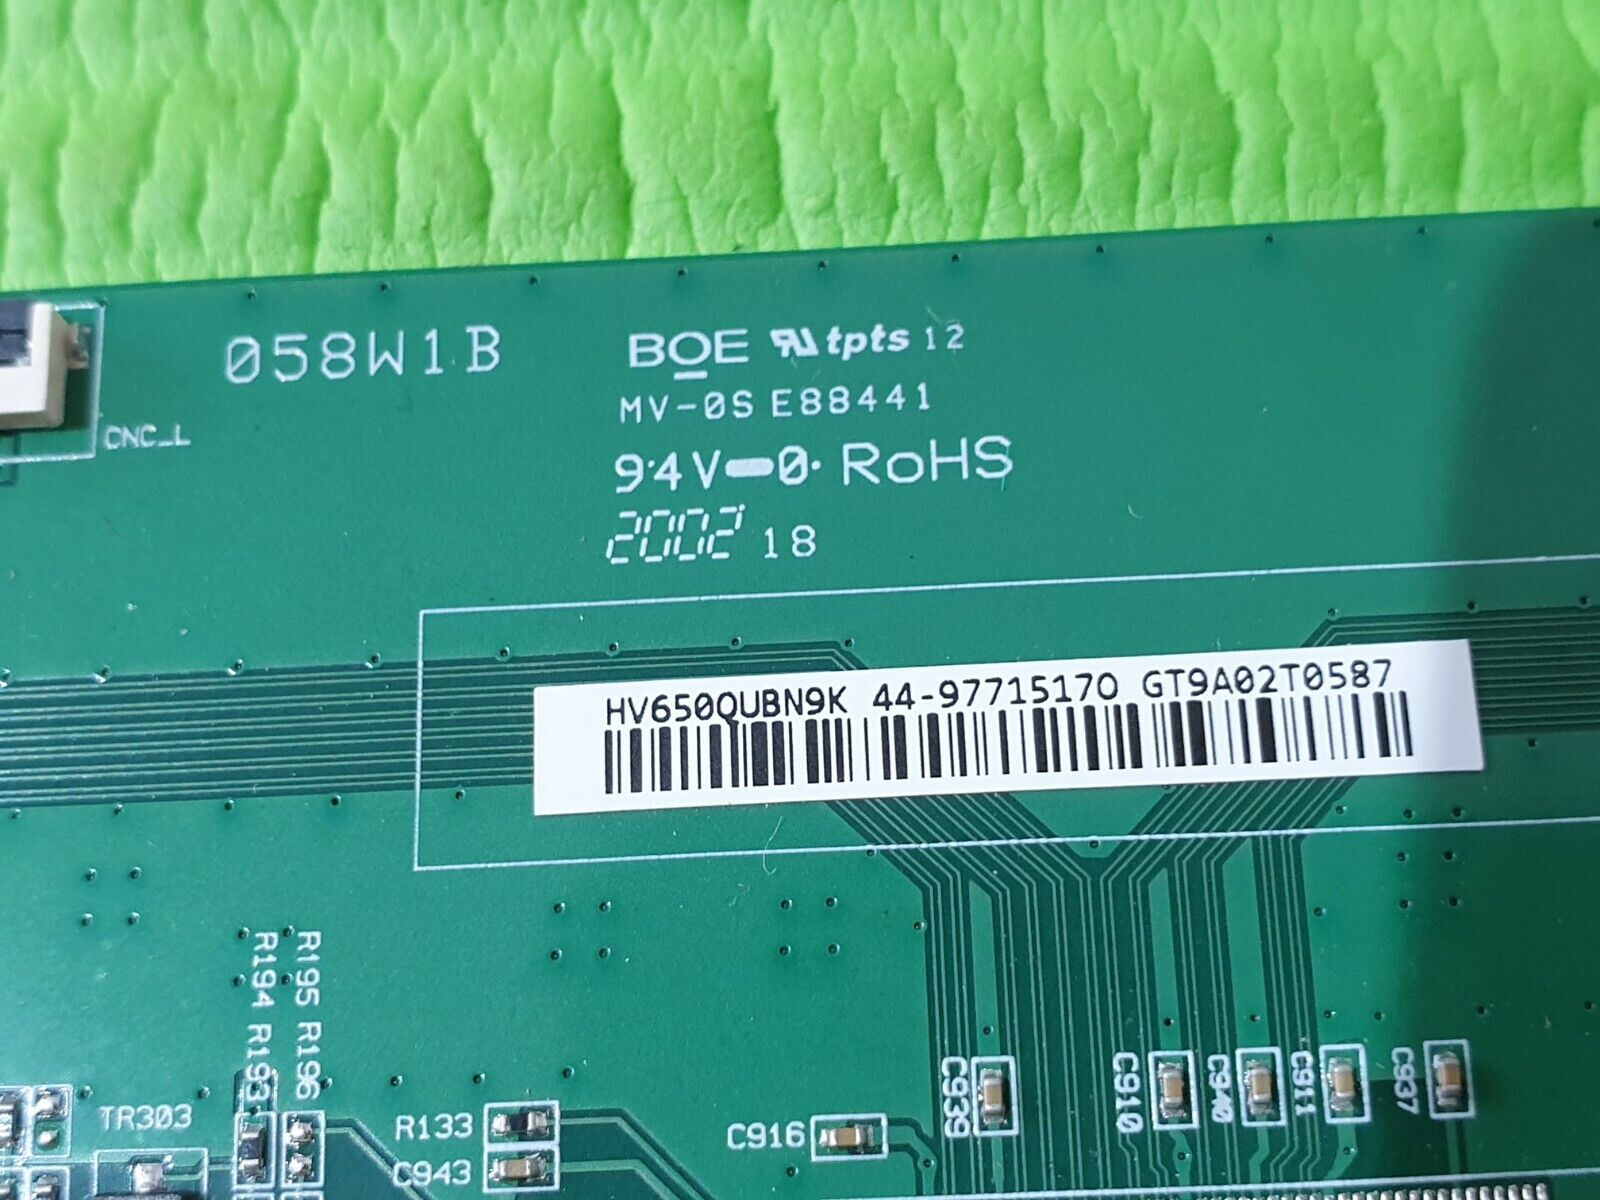 058W1B
BOE tpts 12
MV-0S E88441
94V-0 RoHS
2002 18
CNC_L
HV650QUBN9K 44-9771517O GT9A02T0587
R195 R196
R194 R193
TR303
R133
C943
C916
C939
C910
C940
C911
C937